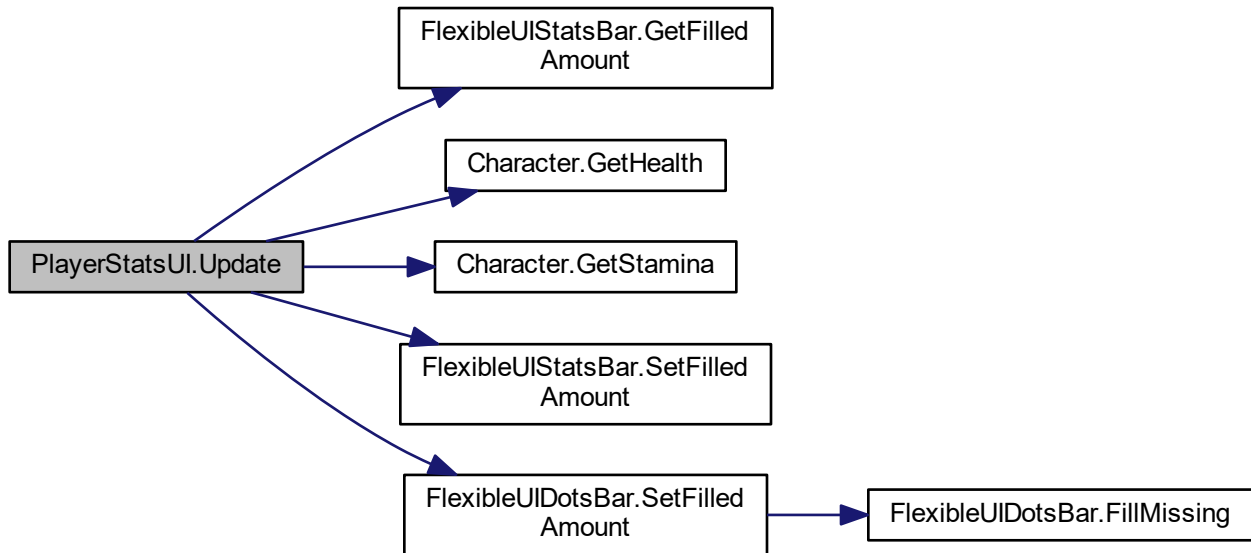 FlexibleUIStatsBar.GetFilled
Amount
Character.GetHealth
PlayerStatsUI.Update
Character.GetStamina
FlexibleUIStatsBar.SetFilled
Amount
FlexibleUIDotsBar.SetFilled
Amount
FlexibleUIDotsBar.FillMissing